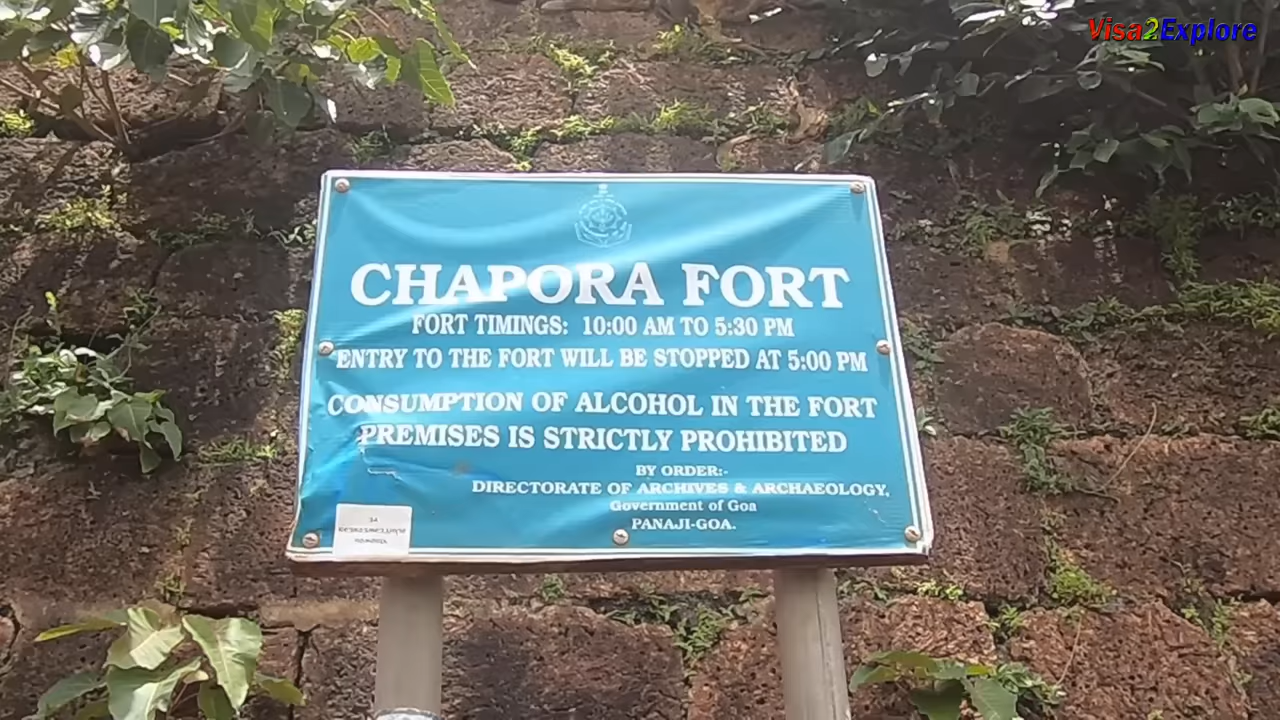 Visa2Explore
CHAPORA FORT
FORT TIMINGS: 10:00 AM TO 5:30 PM
ENTRY TO THE FORT WILL BE STOPPED AT 5:00 PM
CONSUMPTION OF ALCOHOL IN THE FORT
PREMISES IS STRICTLY PROHIBITED
BY ORDER:-
DIRECTORATE OF ARCHIVES & ARCHAEOLOGY,
Government of Goa
PANAJI-GOA.